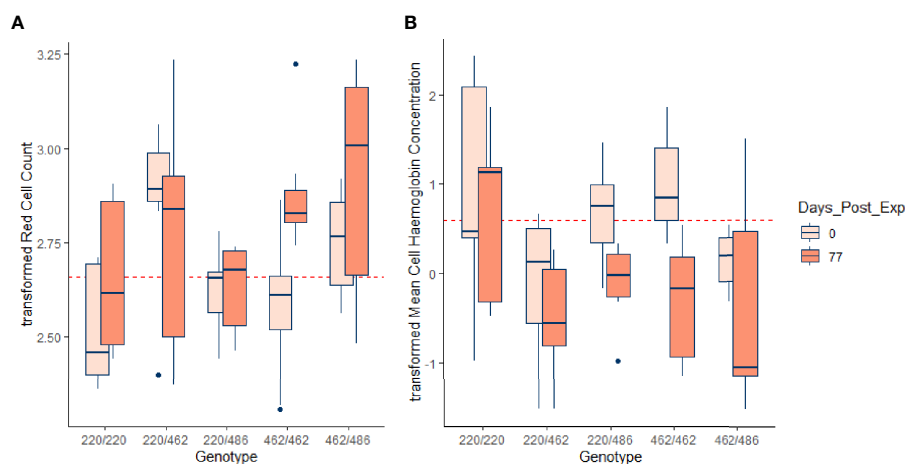 A
transformed Red Cell Count
3.25
3.00
2.75
2.50
220/220 220/462 220/486 462/462 462/486
Genotype
B
transformed Mean Cell Haemoglobin Concentration
2
1
0
-1
220/220 220/462 220/486 462/462 462/486
Genotype
Days_Post_Exp
0
77